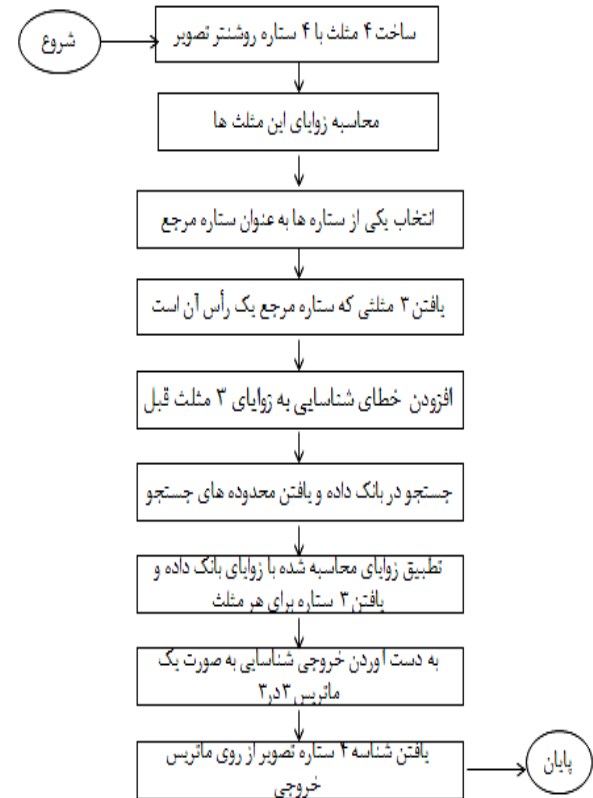 شروع
ساخت ۴ مثلث با ۴ ستاره روشنتر تصویر
محاسبه زوایای این مثلث ها
انتخاب یکی از ستاره ها به عنوان ستاره مرجع
یافتن ۳ مثلثی که ستاره مرجع یک رأس آن است
افزودن خطای شناسایی به زوایای ۳ مثلث قبل
جستجو در بانک داده و یافتن محدوده های جستجو
تطبیق زوایای محاسبه شده با زوایای بانک داده و
یافتن ۳ ستاره برای هر مثلث
به دست آوردن خروجی شناسایی به صورت یک
ماتریس ۳در۳
یافتن شناسه ۴ ستاره تصویر از روی ماتریس
خروجی
پایان